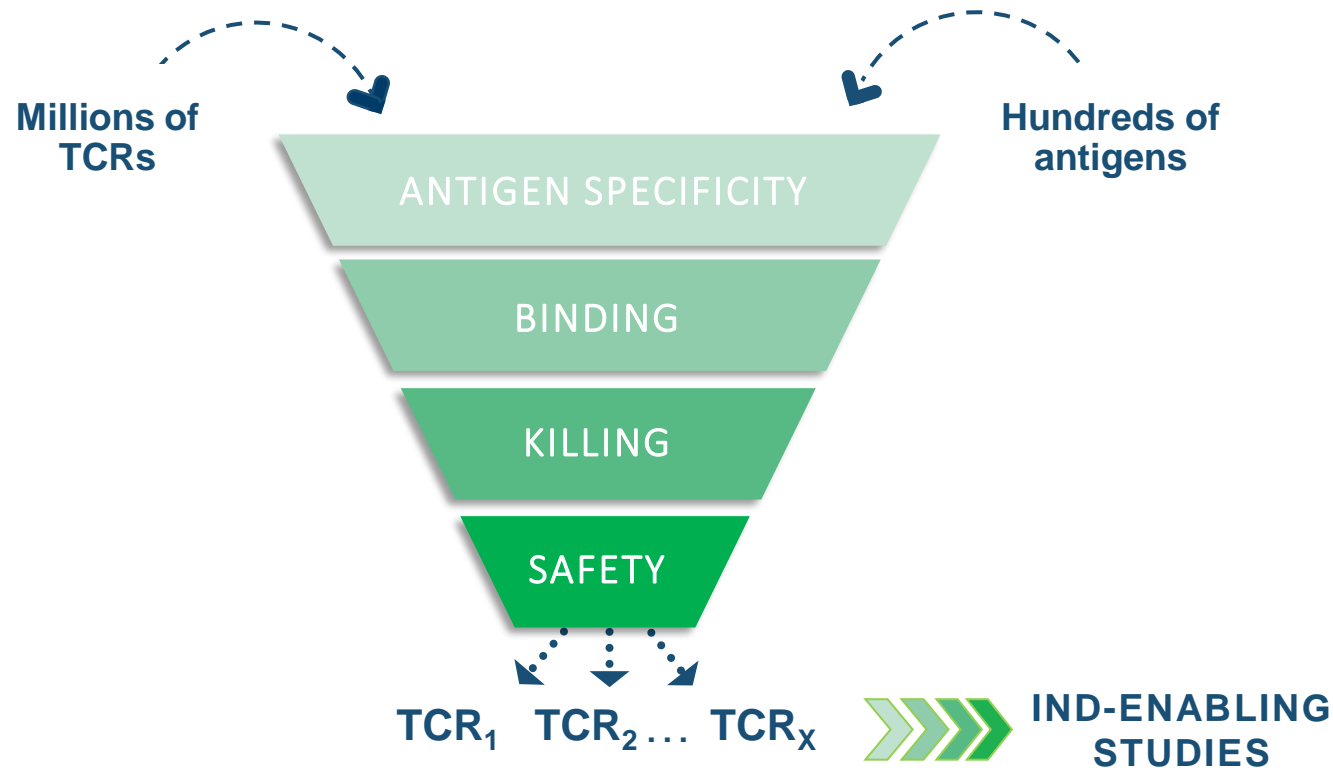 Millions of
TCRs
Hundreds of
antigens
ANTIGEN SPECIFICITY
BINDING
KILLING
SAFETY
TCR₁ TCR₂ ... TCRₓ
IND-ENABLING
STUDIES